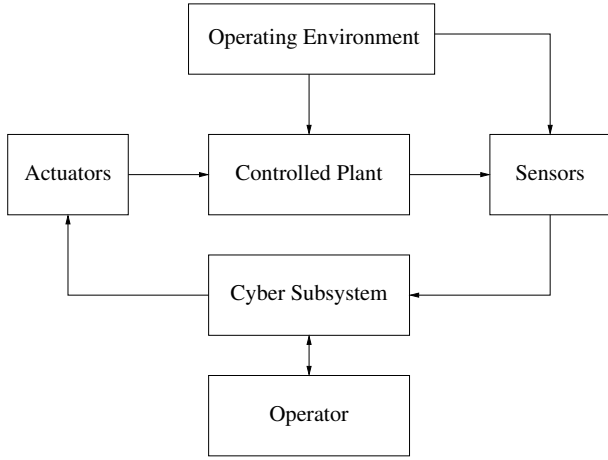 Operating Environment
Actuators
Controlled Plant
Sensors
Cyber Subsystem
Operator